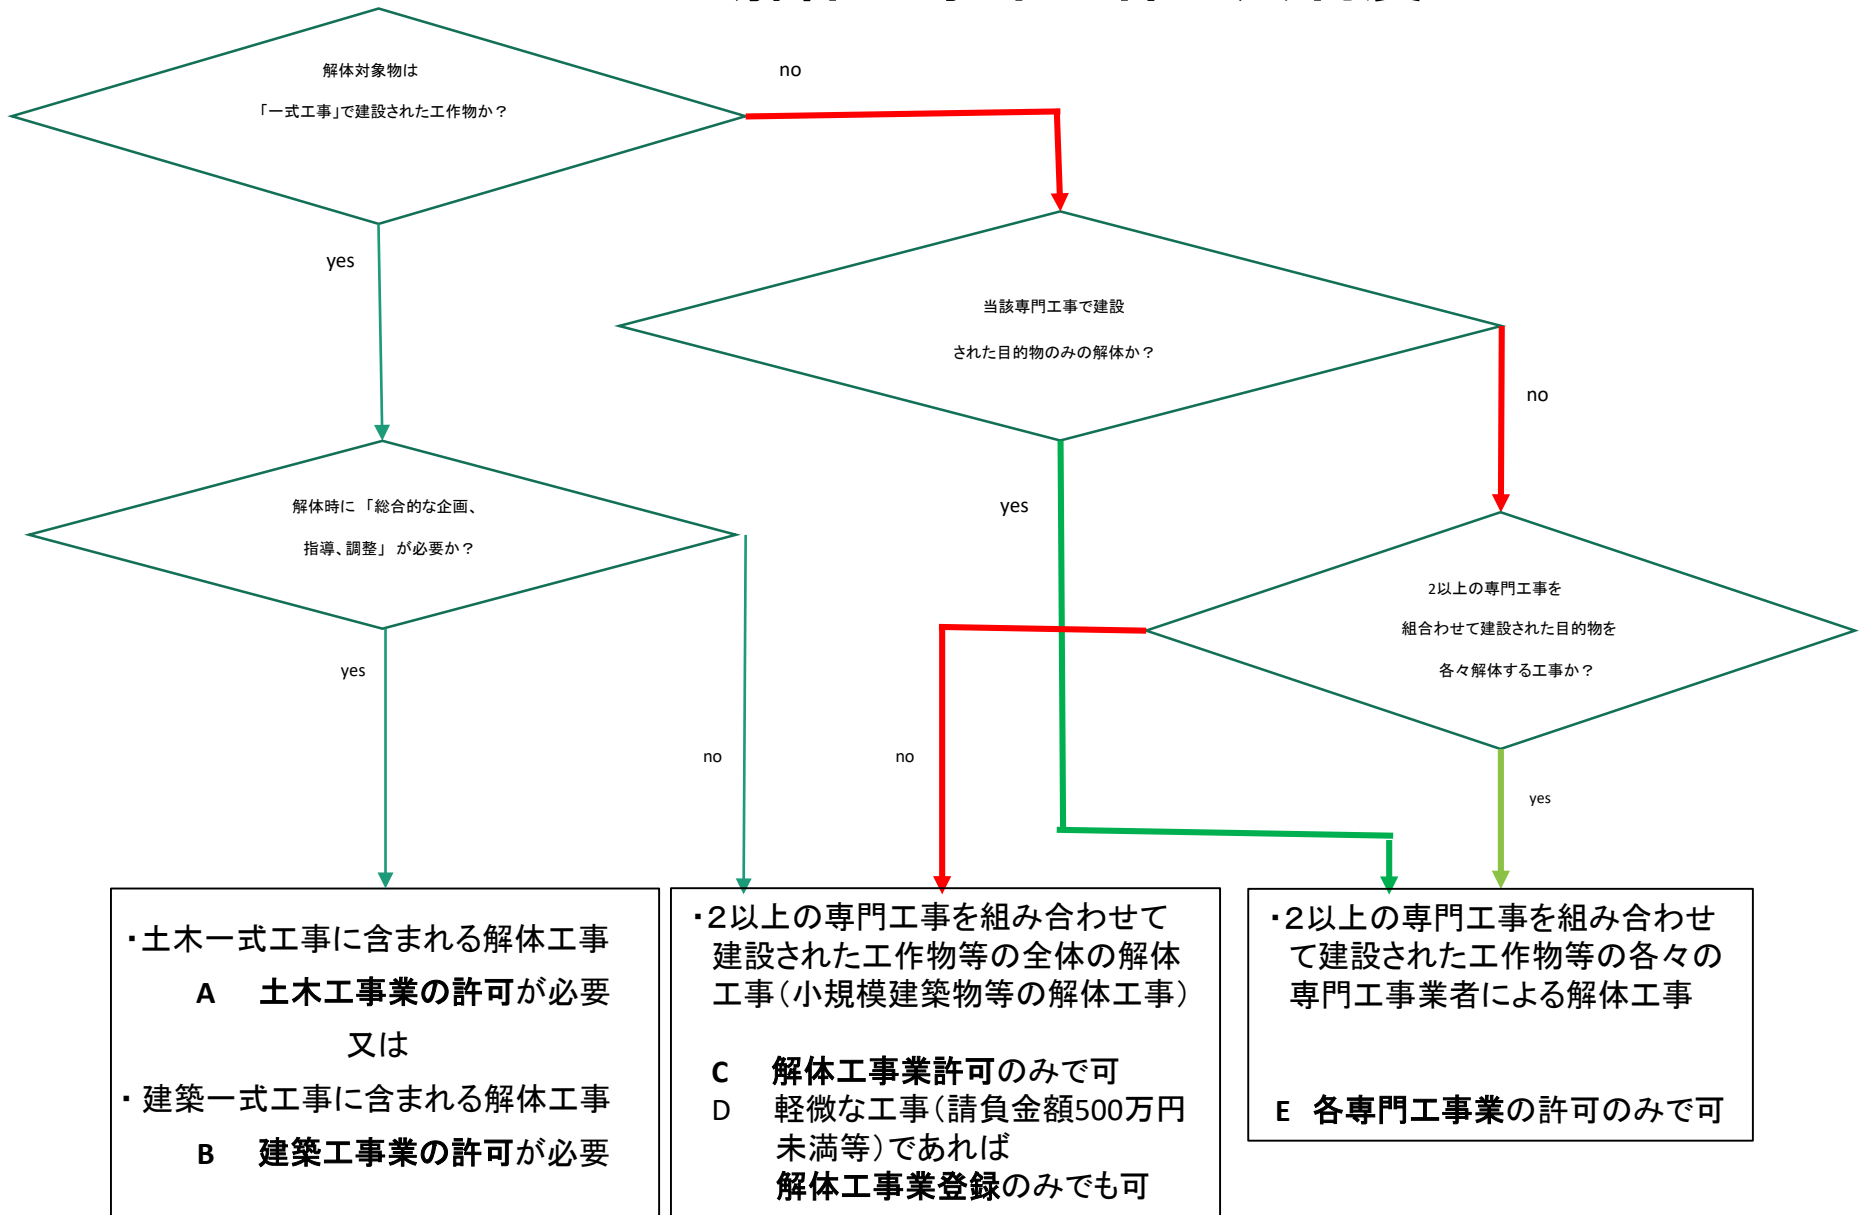 解体対象物は
「一式工事」で建設された工作物か？
no
yes
当該専門工事で建設
された目的物のみの解体か？
no
yes
解体時に 「総合的な企画、
指導、調整」 が必要か？
yes
no
2以上の専門工事を
組合わせて建設された目的物を
各々解体する工事か？
no
yes
・土木一式工事に含まれる解体工事
A 土木工事業の許可が必要
又は
・建築一式工事に含まれる解体工事
B 建築工事業の許可が必要
・２以上の専門工事を組み合わせて
建設された工作物等の全体の解体
工事（小規模建築物等の解体工事）
C 解体工事業許可のみで可
D 軽微な工事（請負金額500万円
未満等）であれば
解体工事業登録のみでも可
・２以上の専門工事を組み合わせ
て建設された工作物等の各々の
専門工事業者による解体工事
E 各専門工事業の許可のみで可